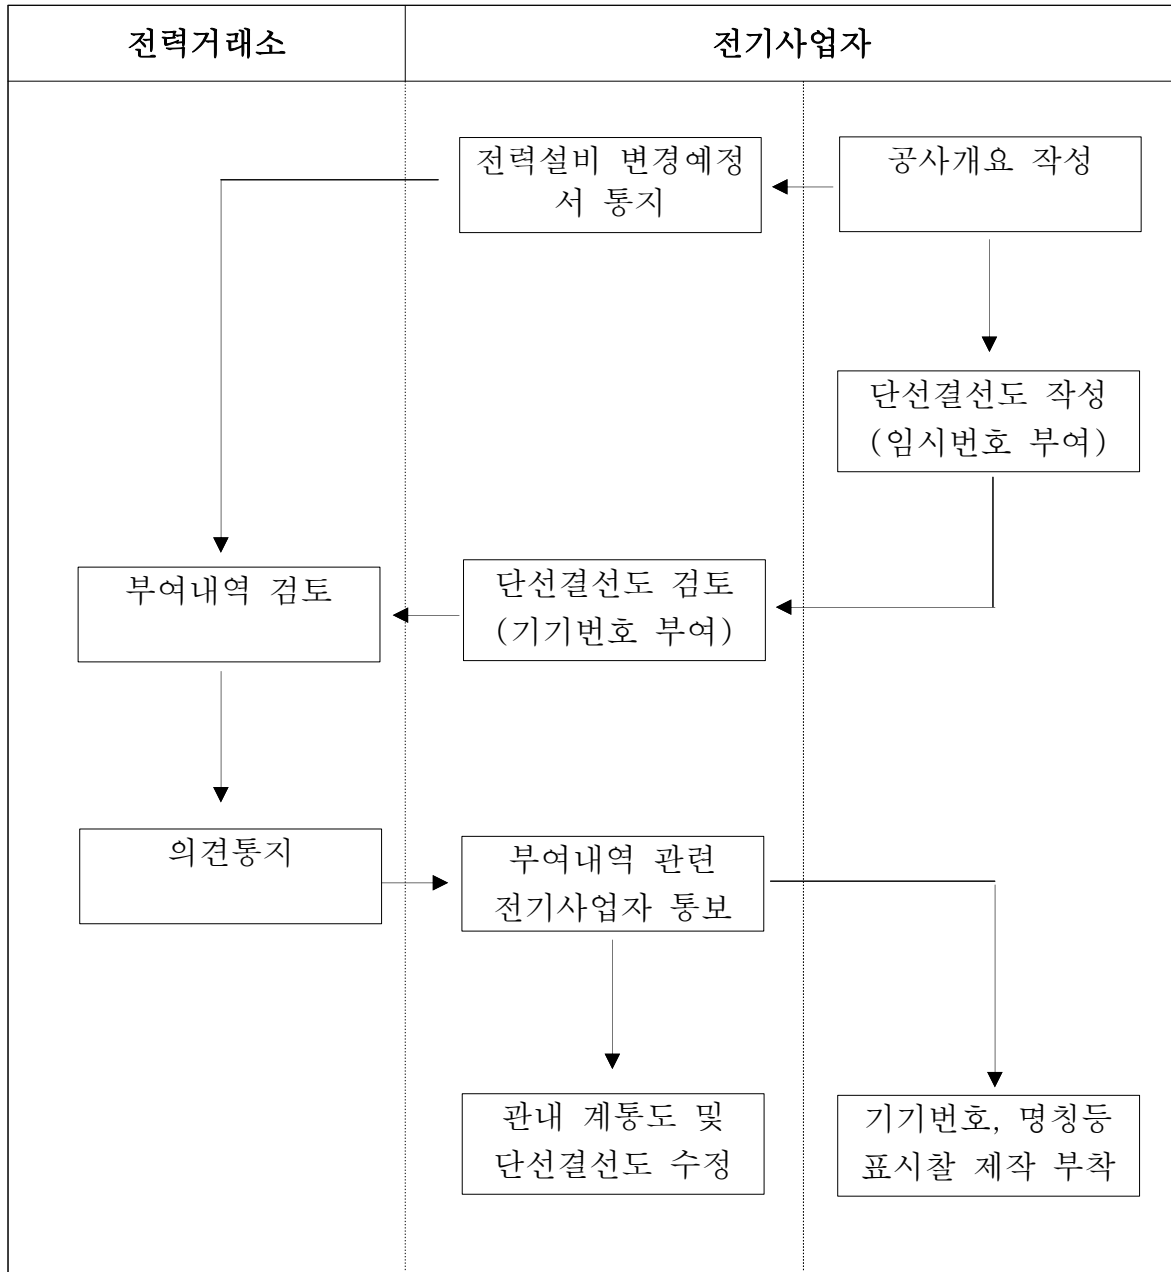 전력거래소
전기사업자
전력설비 변경예정
서 통지
공사개요 작성
단선결선도 작성
(임시번호 부여)
부여내역 검토
단선결선도 검토
(기기번호 부여)
의견통지
부여내역 관련
전기사업자 통보
관내 계통도 및
단선결선도 수정
기기번호, 명칭등
표시찰 제작 부착